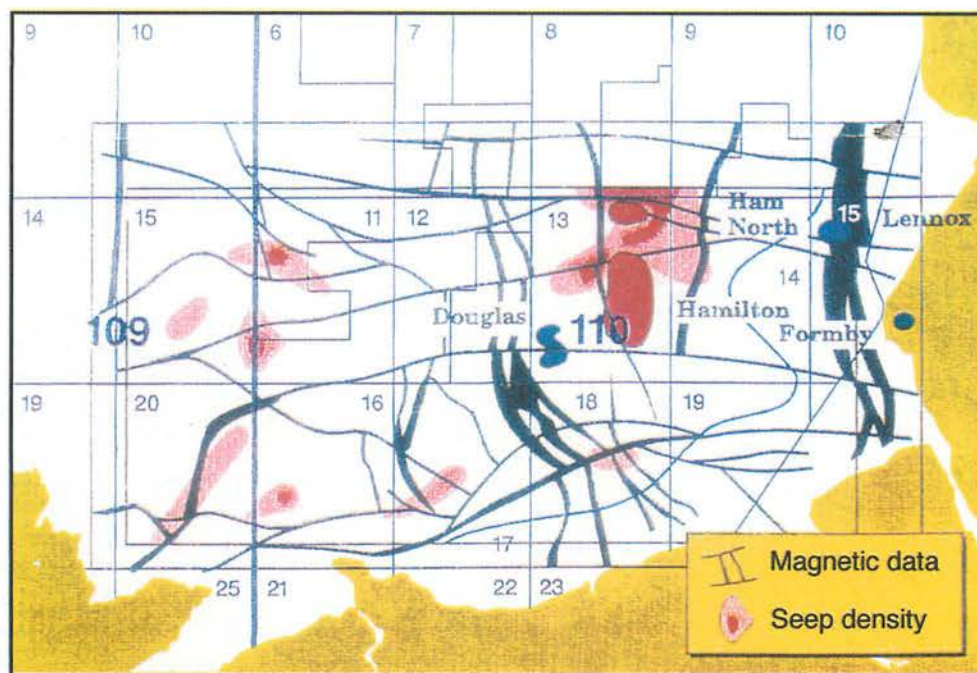 9 10 6 7 8 9 10
14 15 11 12 13 Ham North 15 Lennox
14
109 Douglas 110 Hamilton Formby
19 20 16 18 19
17
25 21 22 23
Magnetic data
Seep density